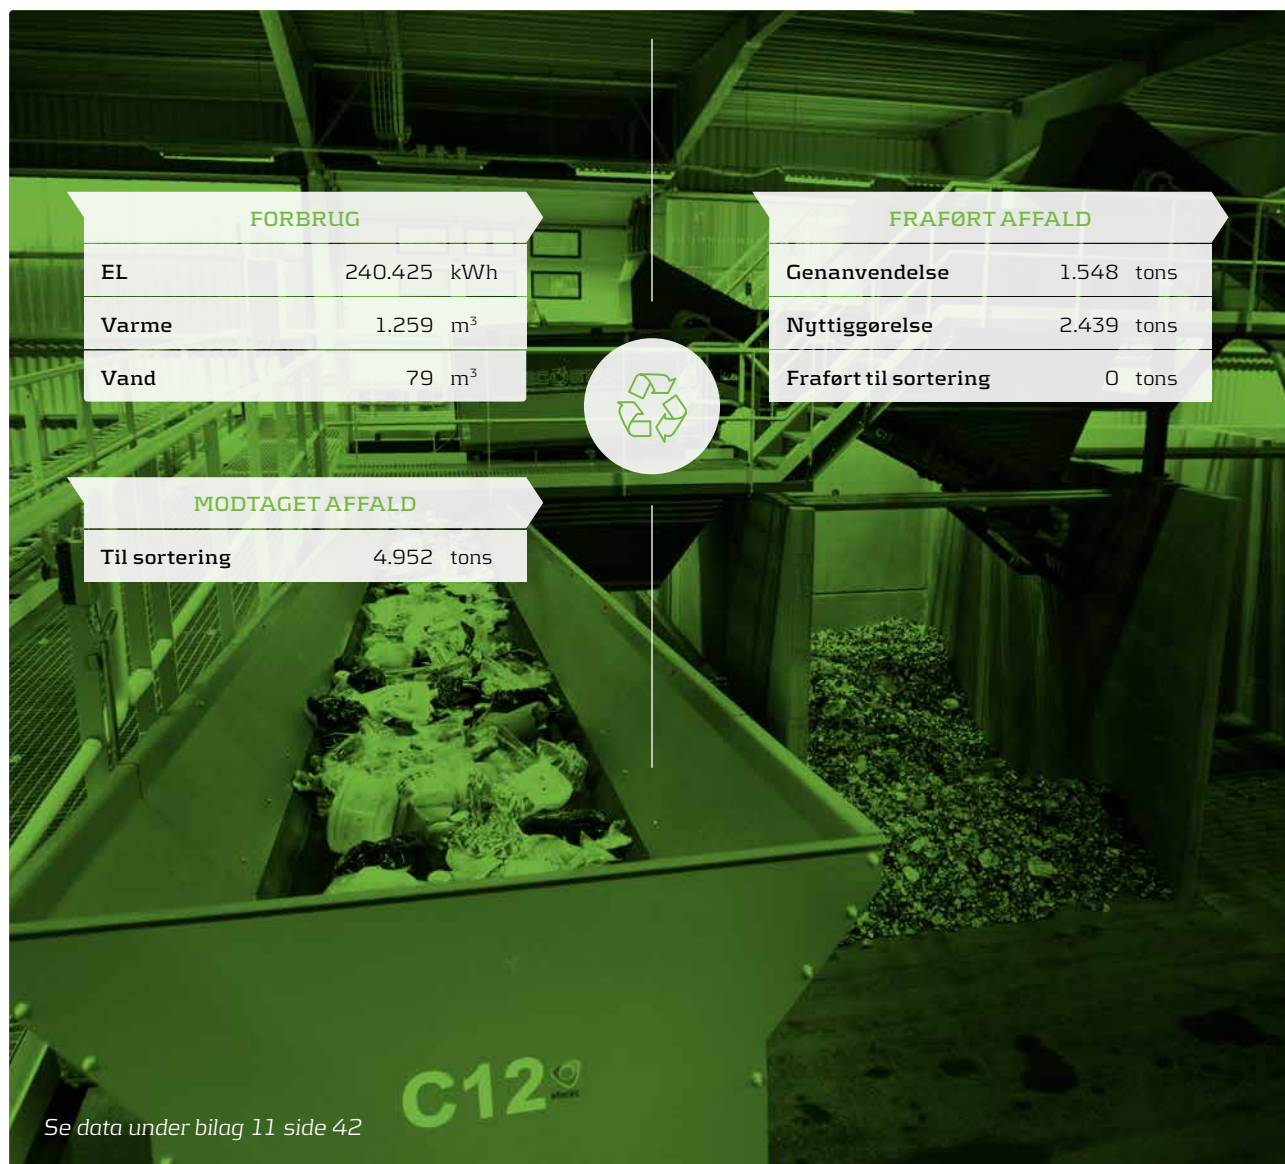 FORBRUG
EL 240.425 kWh
Varme 1.259 m³
Vand 79 m³
MODTAGET AFFALD
Til sortering 4.952 tons
FRAFØRT AFFALD
Genanvendelse 1.548 tons
Nyttiggørelse 2.439 tons
Fraført til sortering 0 tons
C12
Se data under bilag 11 side 42